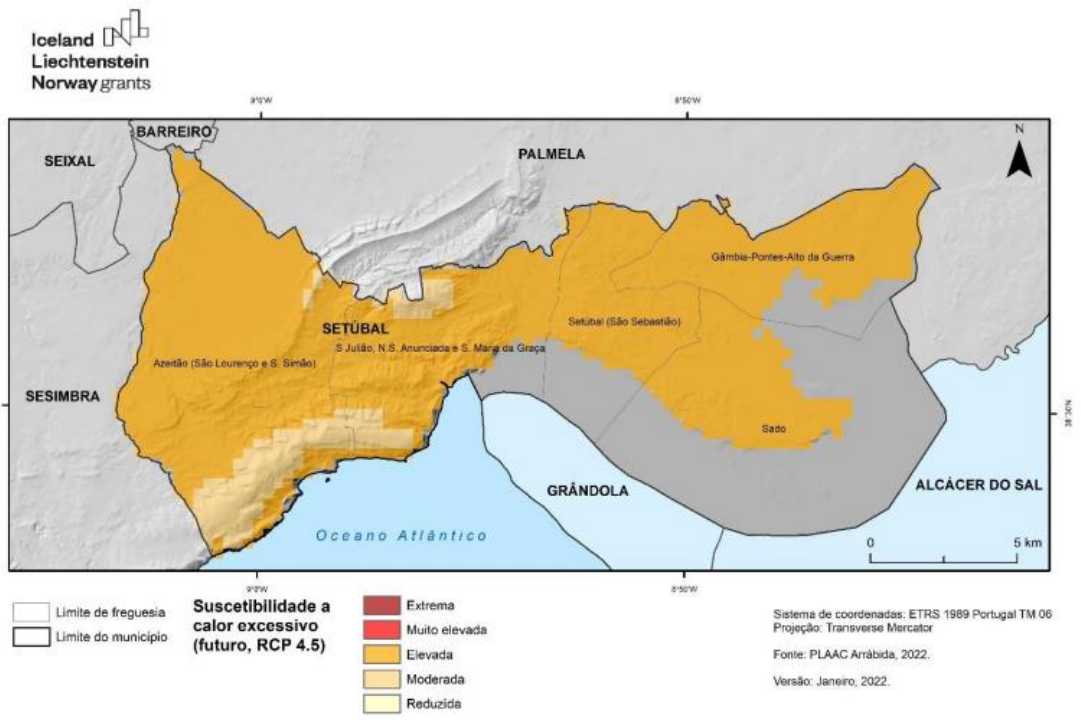 Iceland
Liechtenstein
Norway grants
9°0'W
8°50'W
BARREIRO
SEIXAL
PALMELA
N
Gâmbia-Pontes-Alto da Guerra
SETÚBAL
Setúbal (São Sebastião)
S Julião, N.S. Anunciada e S. Maria da Graça
Azeitão (São Lourenço e S. Simão)
SESIMBRA
38°30'N
Sado
GRÂNDOLA
ALCÁCER DO SAL
Oceano Atlântico
0
5 km
9°0'W
8°50'W
Limite de freguesia
Limite do município
Suscetibilidade a
calor excessivo
(futuro, RCP 4.5)
Extrema
Muito elevada
Elevada
Moderada
Reduzida
Sistema de coordenadas: ETRS 1989 Portugal TM 06
Projeção: Transverse Mercator
Fonte: PLAAC Arrábida, 2022.
Versão: Janeiro, 2022.